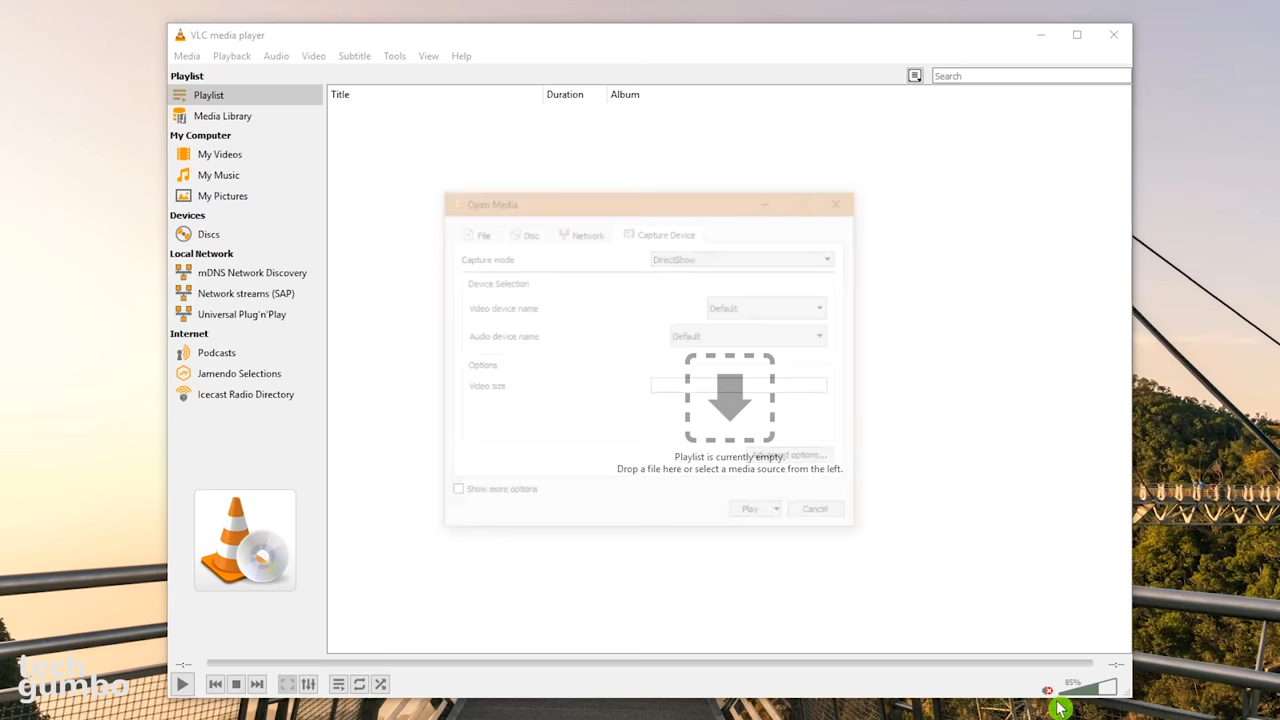 VLC media player
Media Playback Audio Video Subtitle Tools View Help
Playlist
Search
Playlist
Media Library
My Computer
My Videos
My Music
My Pictures
Devices
Discs
Local Network
mDNS Network Discovery
Network streams (SAP)
Universal Plug'n'Play
Internet
Podcasts
Jamendo Selections
Icecast Radio Directory
Title Duration Album
Open Media
File Disc Network Capture Device
Capture mode DirectShow
Device Selection
Video device name Default
Audio device name Default
Options
Video size
Advanced options...
Playlist is currently empty.
Drop a file here or select a media source from the left.
Show more options
Play Cancel
--:-- --:--
85%
tech
gumbo